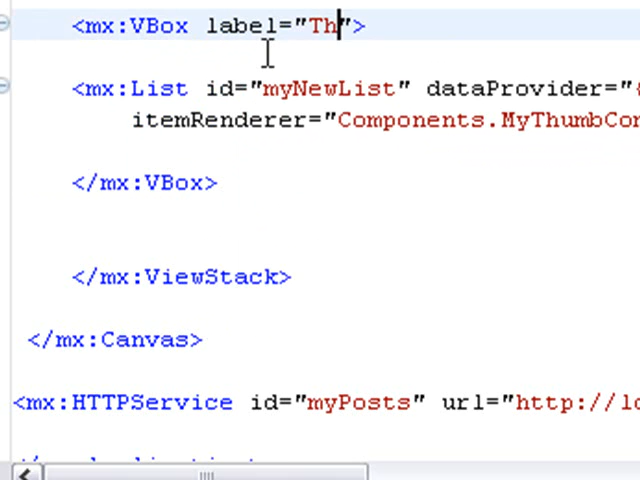 <mx:VBox label="Th">
<mx:List id="myNewList" dataProvider="
itemRenderer="Components.MyThumbCo
</mx:VBox>
</mx:ViewStack>
</mx:Canvas>
<mx:HTTPService id="myPosts" url="http://lo